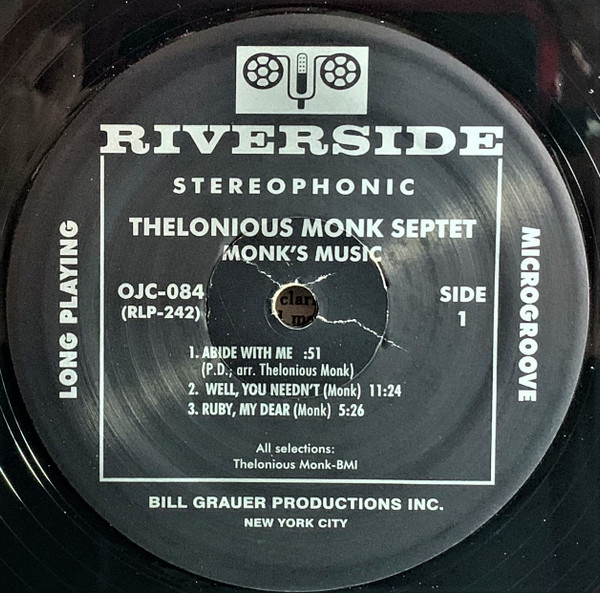 RIVERSIDE
STEREOPHONIC
THELONIOUS MONK SEPTET
MONK'S MUSIC
LONG PLAYING
OJC-084
(RLP-242)
clar
me
SIDE
1
MICROGROOVE
1. ABIDE WITH ME :51
(P.D.; arr. Thelonious Monk)
2. WELL, YOU NEEDN'T (Monk) 11:24
3. RUBY, MY DEAR (Monk) 5:26
All selections:
Thelonious Monk-BMI
BILL GRAUER PRODUCTIONS INC.
NEW YORK CITY